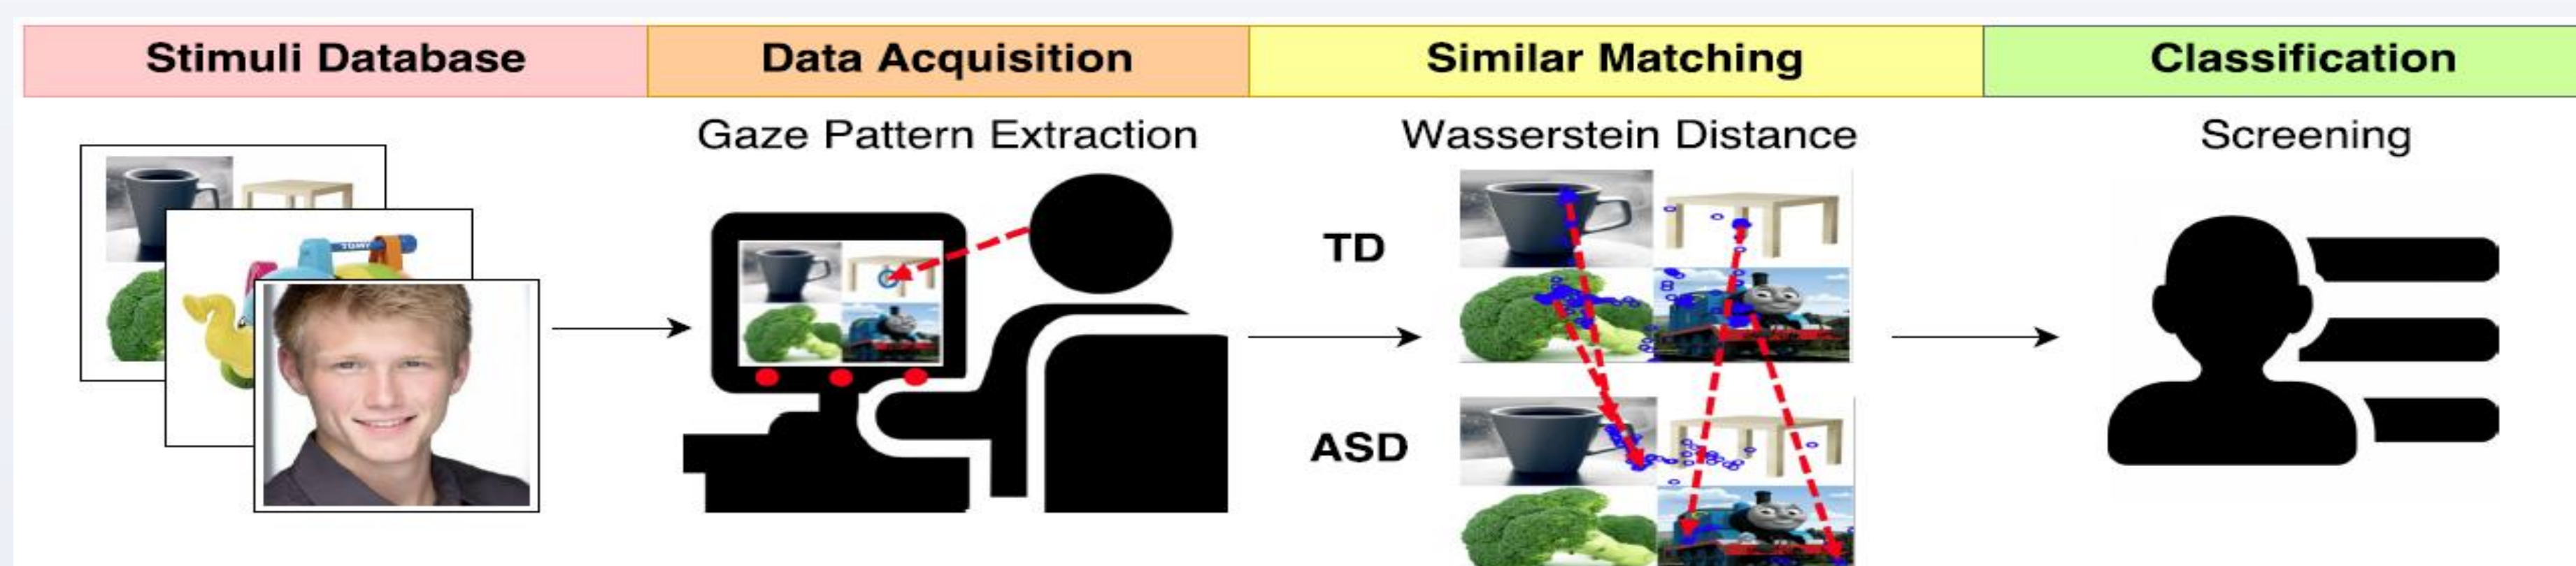 Stimuli Database
Data Acquisition
Similar Matching
Classification
Gaze Pattern Extraction
Wasserstein Distance
Screening
TD
ASD